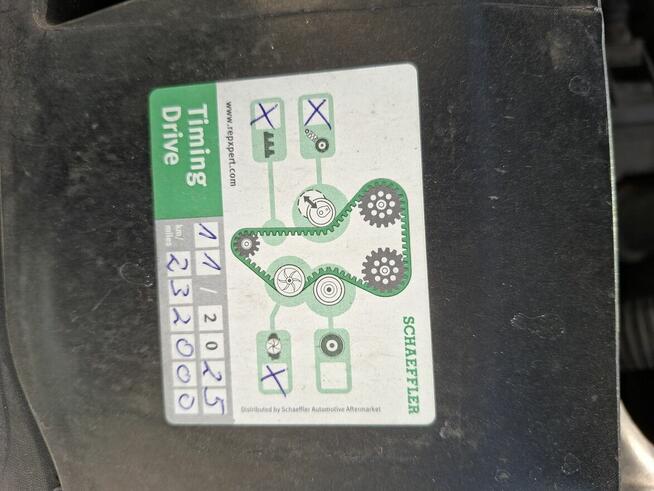 SCHAEFFLER
X
X
X
www.repxpert.com
Timing
Drive
11/2025
km/
miles
232000
Distributed by Schaeffler Automotive Aftermarket